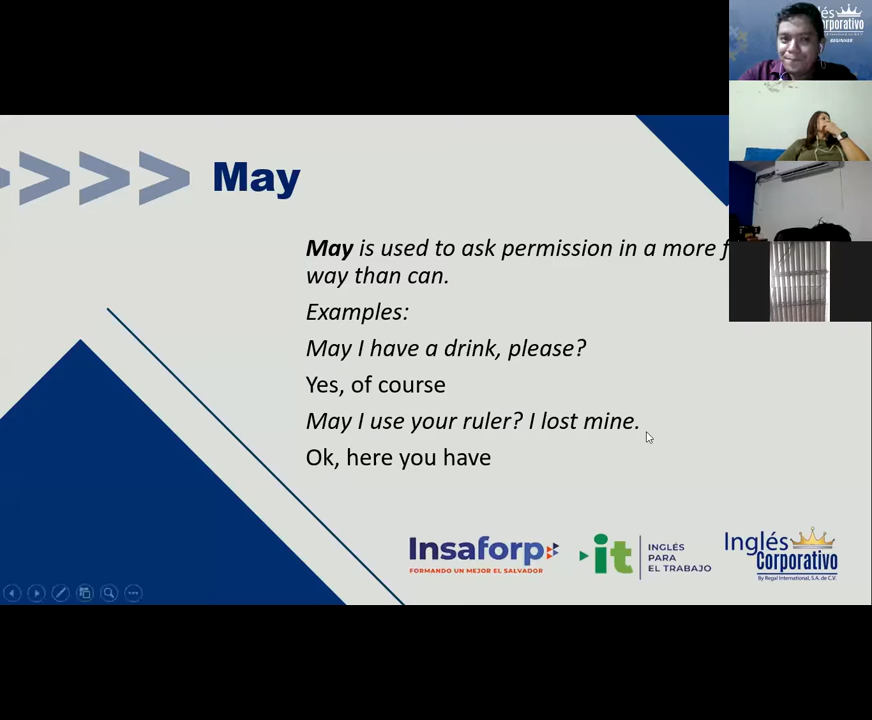 Corporativo
BEGINNER
May
May is used to ask permission in a more
way than can.
Examples:
May I have a drink, please?
Yes, of course
May I use your ruler? I lost mine.
Ok, here you have
Insaforp
FORMANDO UN MEJOR EL SALVADOR
it
INGLÉS
PARA
EL TRABAJO
Inglés
Corporativo
By Regal International, S.A. de C.V.